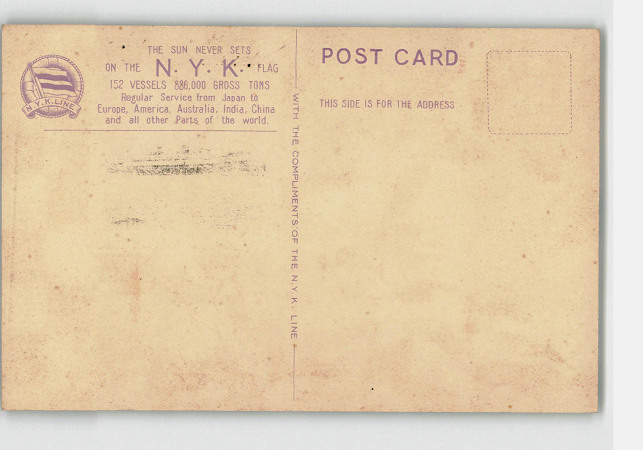 THE SUN NEVER SETS
ON THE N.Y.K. FLAG
152 VESSELS 886,000 GROSS TONS
Regular Service from Japan to
Europe, America, Australia, India, China
and all other Parts of the world.
N.Y.K.LINE
WITH THE COMPLIMENTS OF THE N.Y.K. LINE
POST CARD
THIS SIDE IS FOR THE ADDRESS